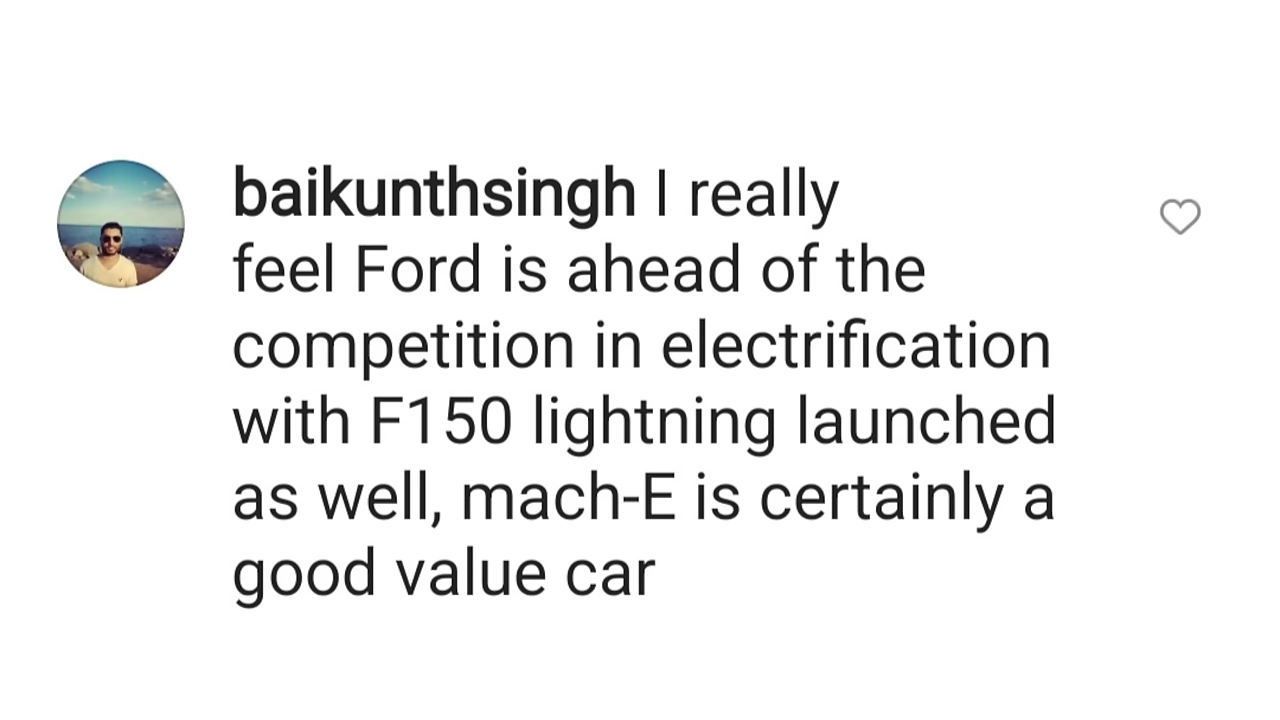 baikunthsingh I really
feel Ford is ahead of the
competition in electrification
with F150 lightning launched
as well, mach-E is certainly a
good value car